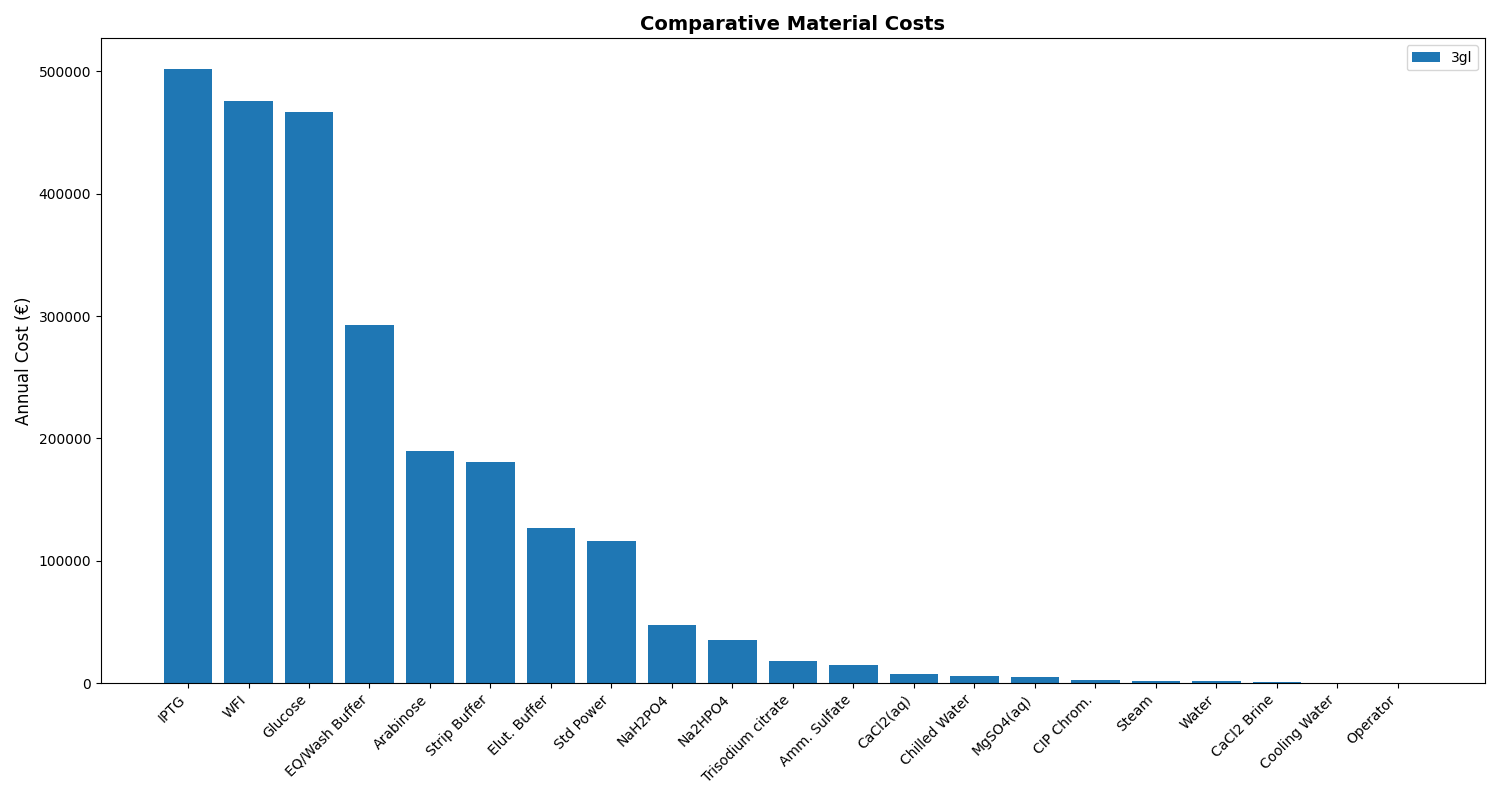 Comparative Material Costs
3gl
Annual Cost (€)
500000
400000
300000
200000
100000
0
IPTG
WFI
Glucose
EQ/Wash Buffer
Arabinose
Strip Buffer
Elut. Buffer
Std Power
NaH2PO4
Na2HPO4
Trisodium citrate
Amm. Sulfate
CaCl2(aq)
Chilled Water
MgSO4(aq)
CIP Chrom.
Steam
Water
CaCl2 Brine
Cooling Water
Operator